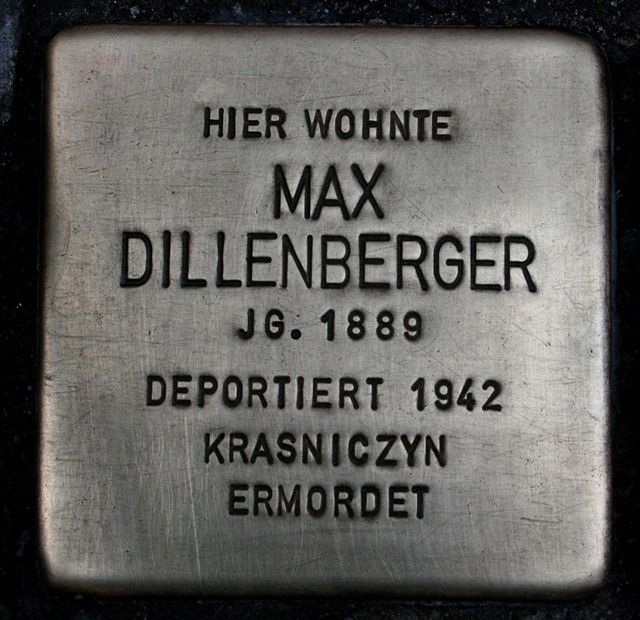 HIER WOHNTE
MAX
DILLENBERGER
JG. 1889
DEPORTIERT 1942
KRASNICZYN
ERMORDET